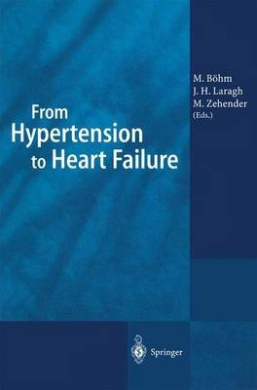 M. Böhm
J. H. Laragh
M. Zehender
(Eds.)
From
Hypertension
to Heart Failure
Springer